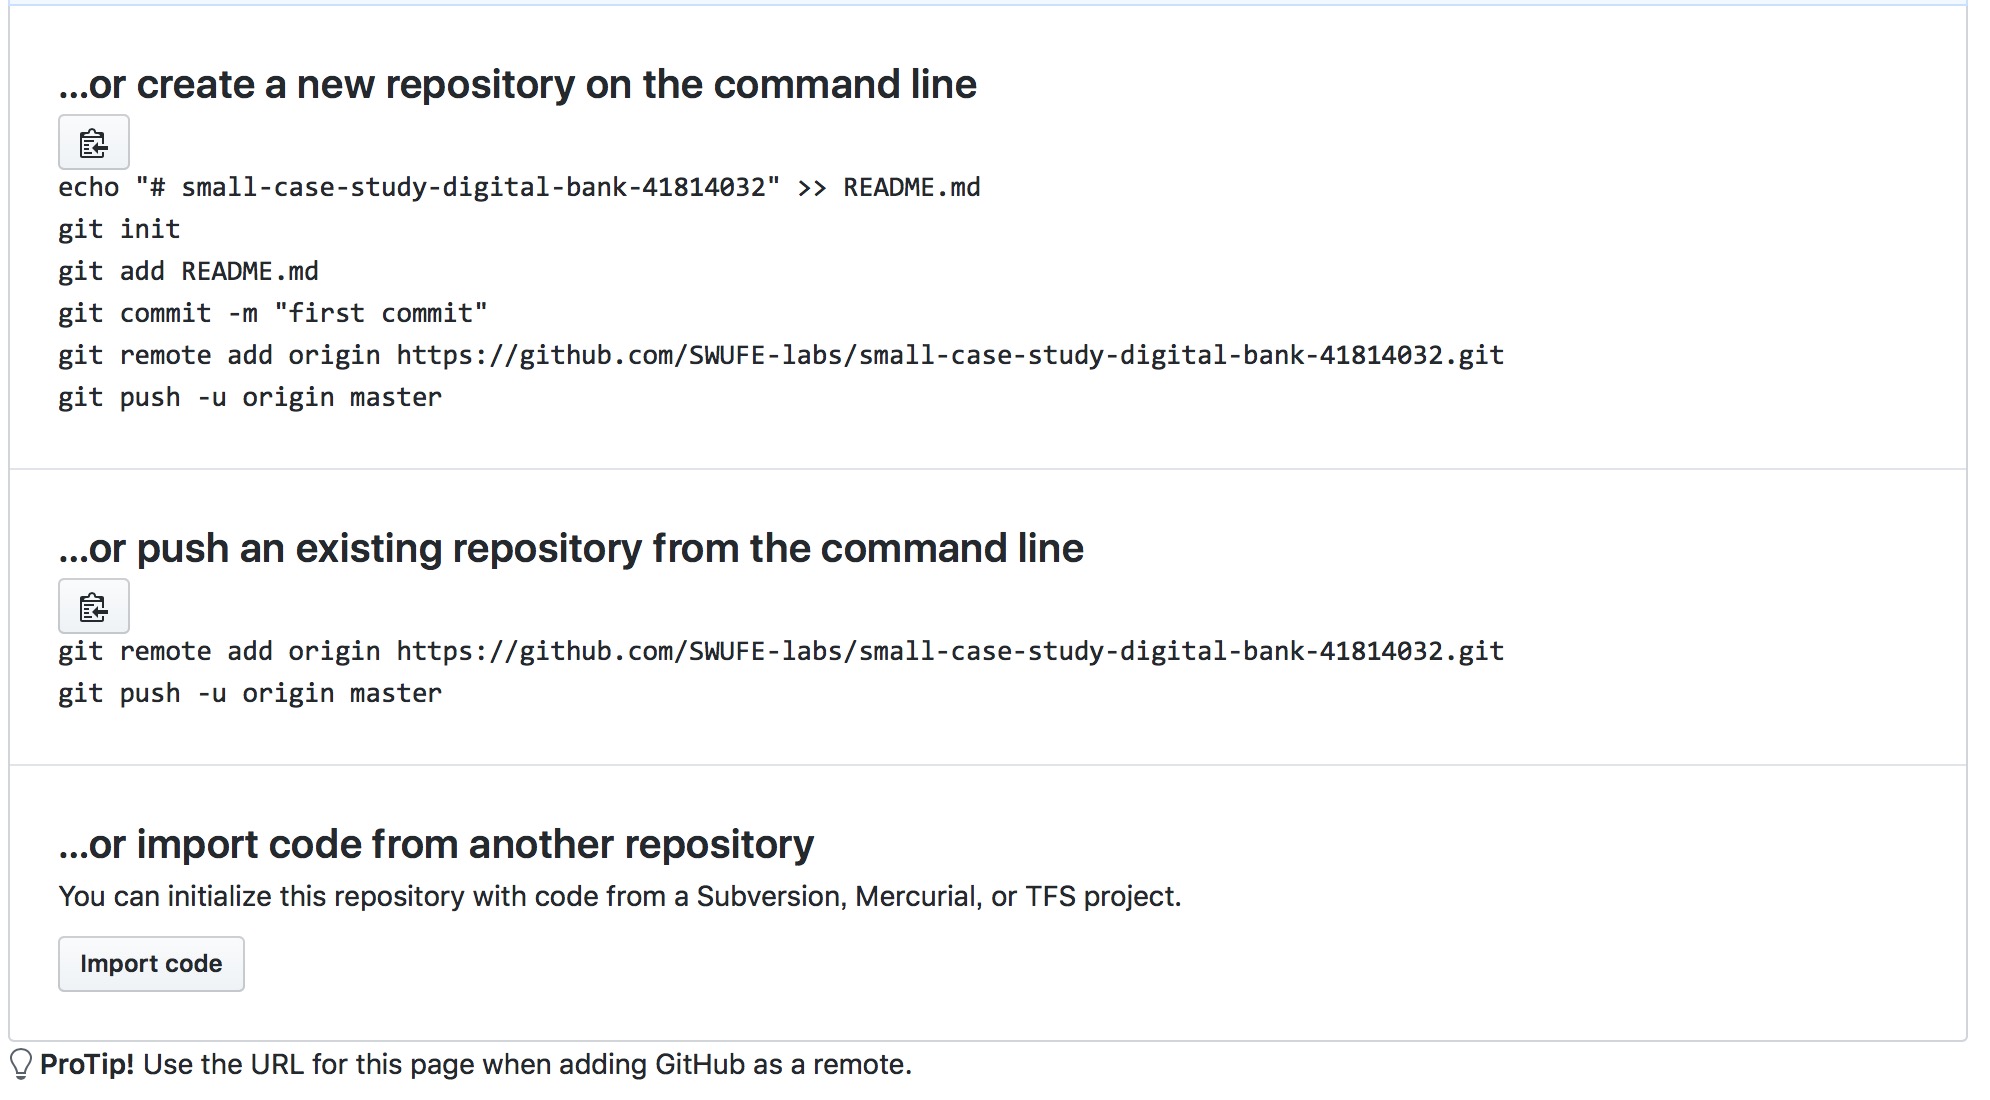 ...or create a new repository on the command line
echo "# small-case-study-digital-bank-41814032" >> README.md
git init
git add README.md
git commit -m "first commit"
git remote add origin https://github.com/SWUFE-labs/small-case-study-digital-bank-41814032.git
git push -u origin master
...or push an existing repository from the command line
git remote add origin https://github.com/SWUFE-labs/small-case-study-digital-bank-41814032.git
git push -u origin master
...or import code from another repository
You can initialize this repository with code from a Subversion, Mercurial, or TFS project.
Import code
ProTip! Use the URL for this page when adding GitHub as a remote.